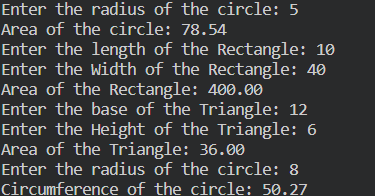 Enter the radius of the circle: 5
Area of the circle: 78.54
Enter the length of the Rectangle: 10
Enter the Width of the Rectangle: 40
Area of the Rectangle: 400.00
Enter the base of the Triangle: 12
Enter the Height of the Triangle: 6
Area of the Triangle: 36.00
Enter the radius of the circle: 8
Circumference of the circle: 50.27